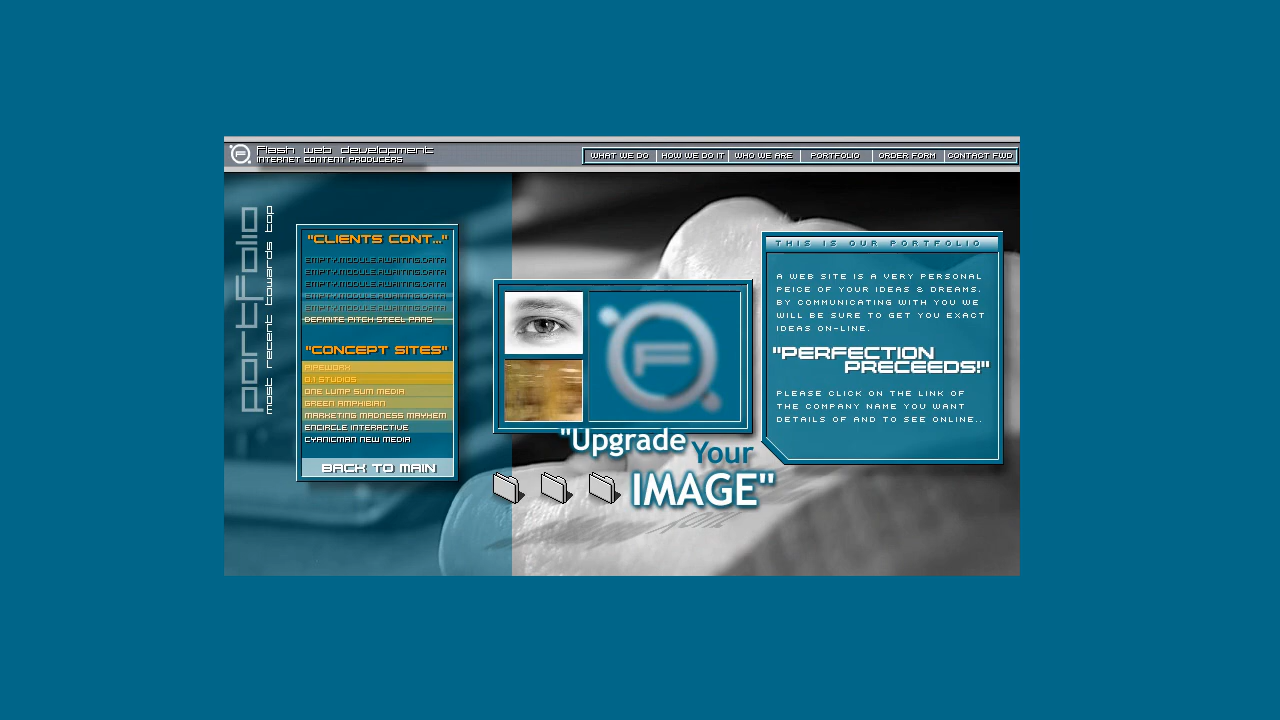 Flash web development
INTERNET CONTENT PRODUCERS
WHAT WE DO
HOW WE DO IT
WHO WE ARE
PORTFOLIO
ORDER FORM
CONTACT FWD
portfolio
most recent towards top
"CLIENTS CONT..."
EMPTY.MODULE.AWAITING.DATA
EMPTY.MODULE.AWAITING.DATA
EMPTY.MODULE.AWAITING.DATA
EMPTY.MODULE.AWAITING.DATA
EMPTY.MODULE.AWAITING.DATA
DEFINITE PITCH STEEL PANS
"CONCEPT SITES"
PIPEWORX
0.1 STUDIOS
ONE LUMP SUM MEDIA
GREEN AMPHIBIAN
MARKETING MADNESS MAYHEM
ENCIRCLE INTERACTIVE
CYANICMAN NEW MEDIA
BACK TO MAIN
F
"Upgrade
Your
IMAGE"
THIS IS OUR PORTFOLIO
A WEB SITE IS A VERY PERSONAL
PEICE OF YOUR IDEAS & DREAMS.
BY COMMUNICATING WITH YOU WE
WILL BE SURE TO GET YOU EXACT
IDEAS ON-LINE.
"PERFECTION
PRECEEDS!"
PLEASE CLICK ON THE LINK OF
THE COMPANY NAME YOU WANT
DETAILS OF AND TO SEE ONLINE..